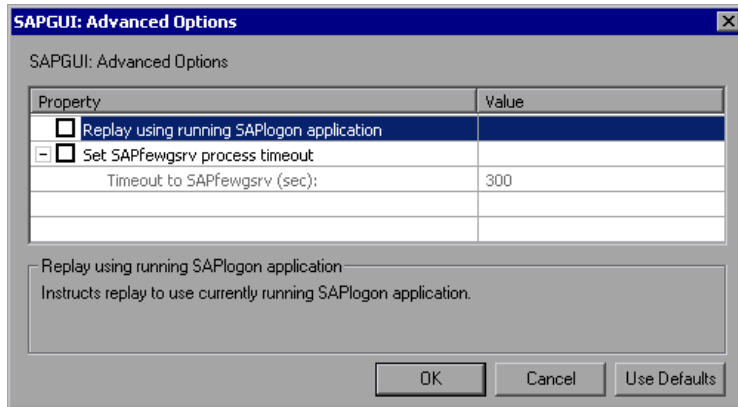 SAPGUI: Advanced Options
SAPGUI: Advanced Options
Property Value
Replay using running SAPlogon application
Set SAPfewgsrv process timeout
Timeout to SAPfewgsrv (sec): 300
Replay using running SAPlogon application
Instructs replay to use currently running SAPlogon application.
OK Cancel Use Defaults